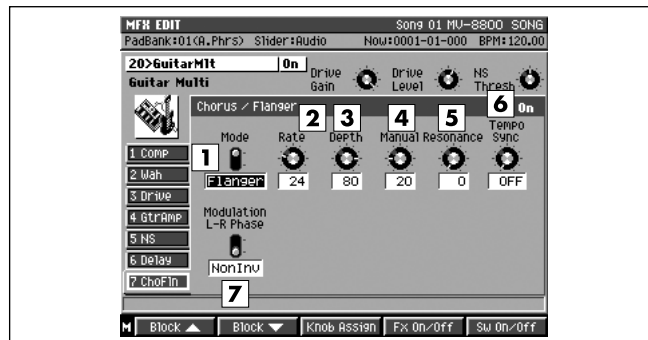 MFX EDIT Song 01 MV-8800 SONG
PadBank:01(A.Phrs) Slider:Audio Now:0001-01-000 BPM:120.00
20>GuitarMlt On
Guitar Multi
Drive Gain
Drive Level
NS Thresh
Chorus / Flanger On
1
2
3
4
5
6
Mode Rate Depth Manual Resonance Tempo Sync
Flanger 24 80 20 0 OFF
1 Comp
2 Wah
3 Drive
4 GtrAmp
5 NS
6 Delay
7 ChoFln
Modulation
L-R Phase
NonInv
7
M Block ▲ Block ▼ Knob Assign Fx On/Off Sw On/Off